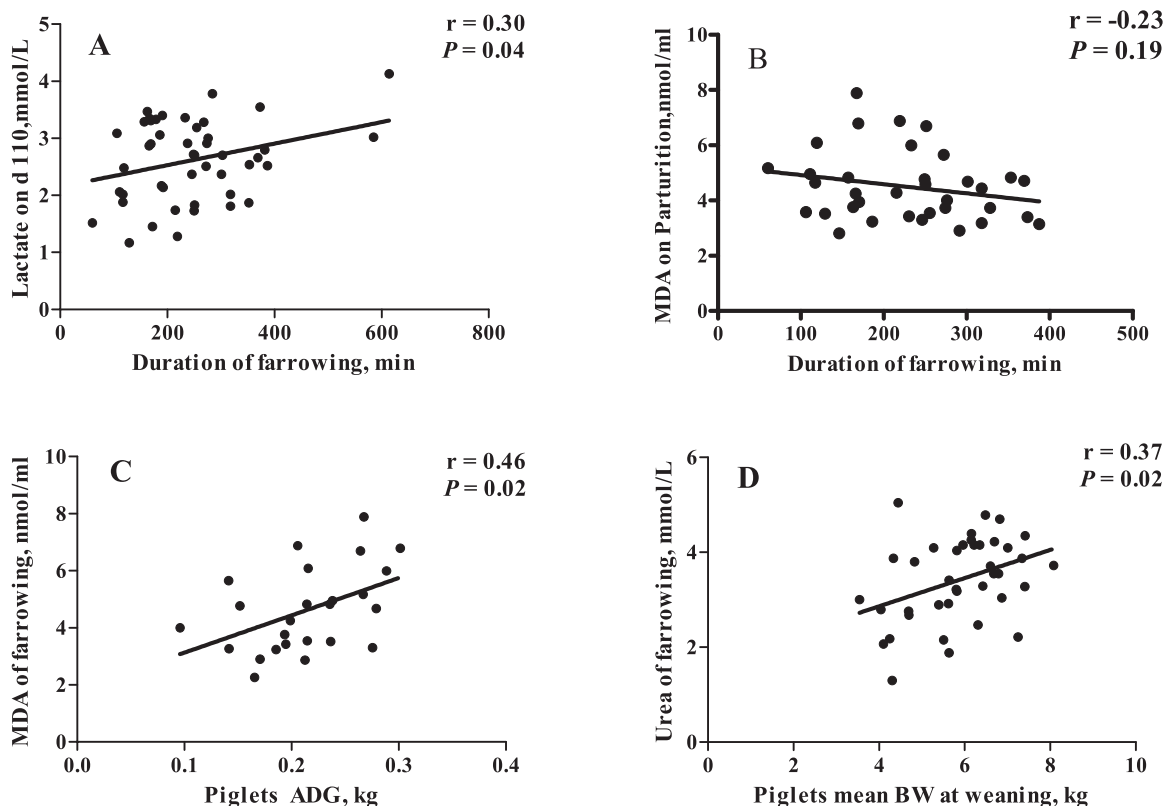 A
r = 0.30
P = 0.04
Lactate on d 110,mmol/L
5
4
3
2
1
0
0 200 400 600 800
Duration of farrowing, min
B
r = -0.23
P = 0.19
MDA on Parturition,nmol/ml
10
8
6
4
2
0
0 100 200 300 400 500
Duration of farrowing, min
C
r = 0.46
P = 0.02
MDA of farrowing, nmol/ml
10
8
6
4
2
0
0.0 0.1 0.2 0.3 0.4
Piglets ADG, kg
D
r = 0.37
P = 0.02
Urea of farrowing, mmol/L
6
4
2
0
0 2 4 6 8 10
Piglets mean BW at weaning, kg